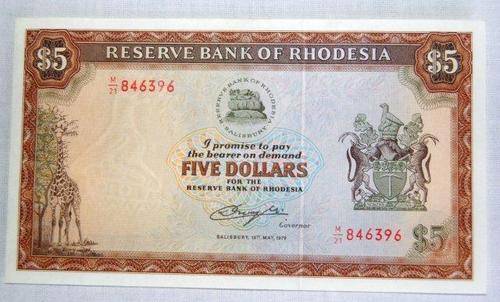 $5 RESERVE BANK OF RHODESIA $5
M/21 846396
RESERVE BANK OF RHODESIA
SALISBURY
I promise to pay
the bearer on demand
FIVE DOLLARS
FOR THE
RESERVE BANK OF RHODESIA
Governor
M/21 846396
SALISBURY, 15TH MAY, 1979
$5